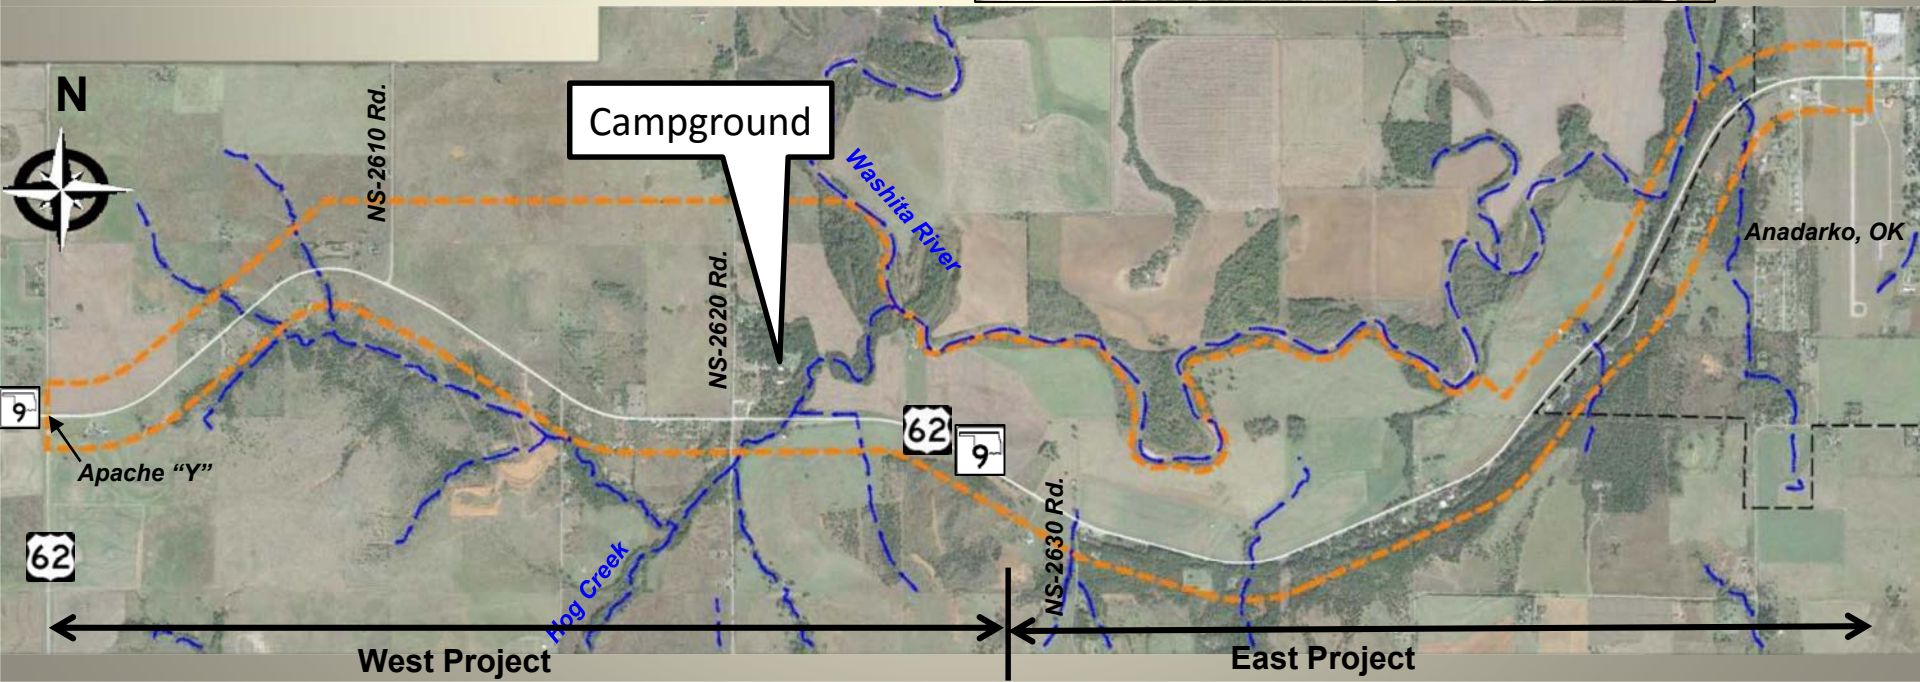 N
NS-2610 Rd.
Campground
Washita River
NS-2620 Rd.
Anadarko, OK
9
Apache “Y”
62
9
62
NS-2630 Rd.
Hog Creek
West Project
East Project